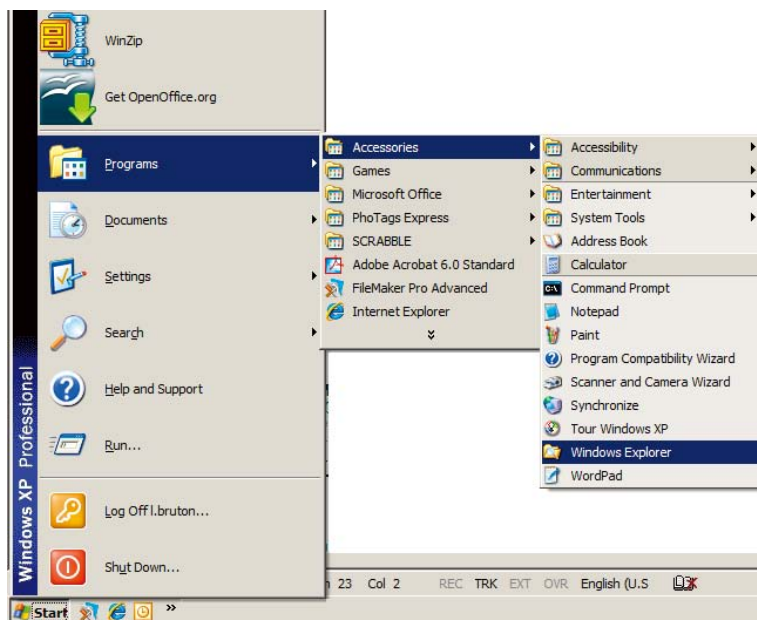 WinZip
Get OpenOffice.org
Programs
Documents
Settings
Search
Help and Support
Run...
Log Off l.bruton...
Shut Down...
Windows XP Professional
Accessories
Games
Microsoft Office
PhoTags Express
SCRABBLE
Adobe Acrobat 6.0 Standard
FileMaker Pro Advanced
Internet Explorer
Accessibility
Communications
Entertainment
System Tools
Address Book
Calculator
Command Prompt
Notepad
Paint
Program Compatibility Wizard
Scanner and Camera Wizard
Synchronize
Tour Windows XP
Windows Explorer
WordPad
23 Col 2 REC TRK EXT OVR English (U.S
Start